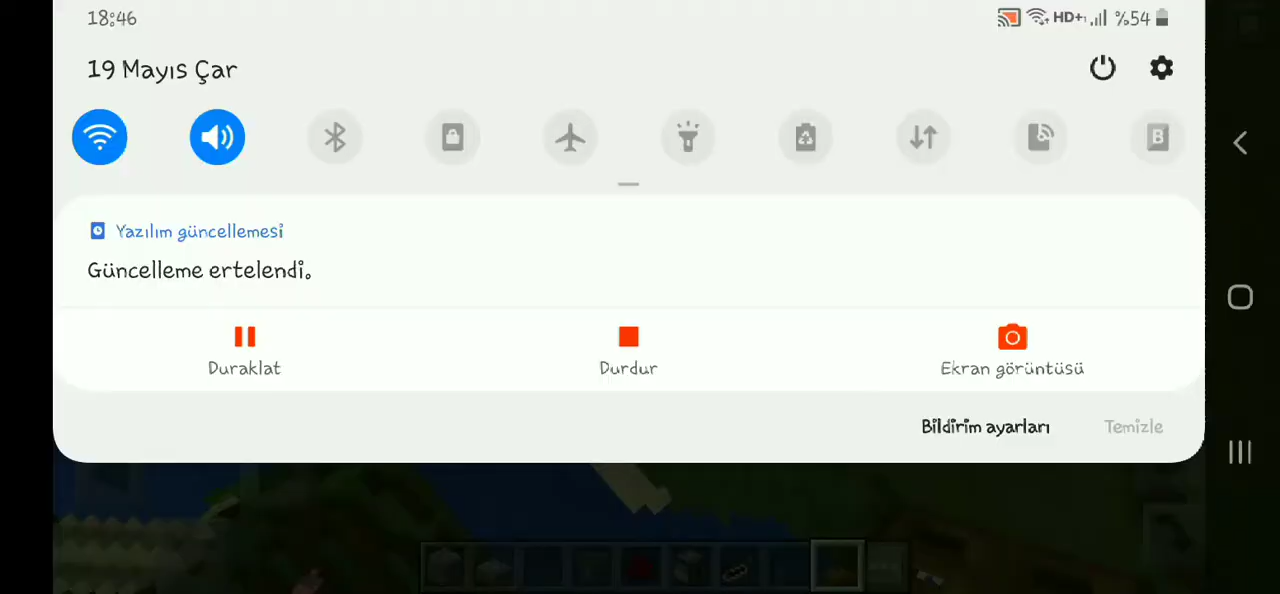 18:46
HD+ %54
19 Mayıs Çar
Yazılım güncellemesi
Güncelleme ertelendi.
Duraklat
Durdur
Ekran görüntüsü
Bildirim ayarları
Temizle